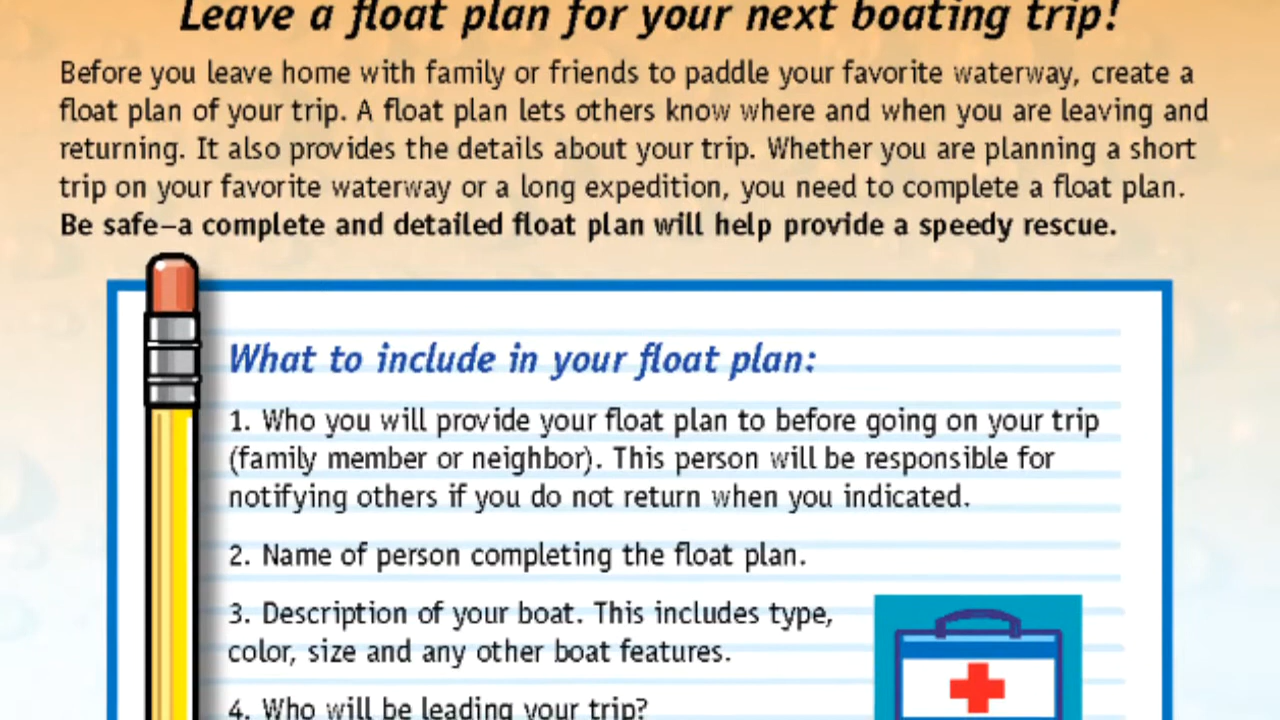 Leave a float plan for your next boating trip!
Before you leave home with family or friends to paddle your favorite waterway, create a
float plan of your trip. A float plan lets others know where and when you are leaving and
returning. It also provides the details about your trip. Whether you are planning a short
trip on your favorite waterway or a long expedition, you need to complete a float plan.
Be safe–a complete and detailed float plan will help provide a speedy rescue.
What to include in your float plan:
1. Who you will provide your float plan to before going on your trip
(family member or neighbor). This person will be responsible for
notifying others if you do not return when you indicated.
2. Name of person completing the float plan.
3. Description of your boat. This includes type,
color, size and any other boat features.
4. Who will be leading your trip?